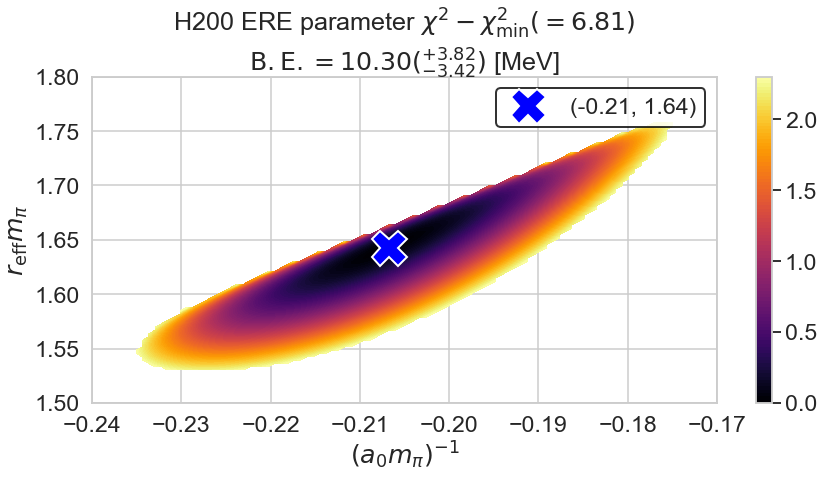 H200 ERE parameter χ² − χ²_min(= 6.81)
B.E. = 10.30(^{+3.82}_{−3.42}) [MeV]
1.80
1.75
1.70
1.65
1.60
1.55
1.50
r_eff m_π
(-0.21, 1.64)
2.0
1.5
1.0
0.5
0.0
−0.24 −0.23 −0.22 −0.21 −0.20 −0.19 −0.18 −0.17
(a₀m_π)⁻¹